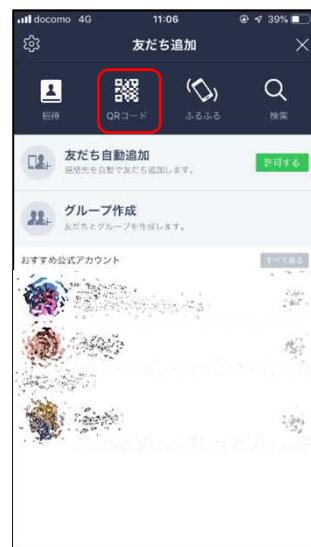 docomo 4G 11:06 39%
友だち追加
招待 QRコード ふるふる 検索
友だち自動追加
連絡先を自動で友だち追加します。
許可する
グループ作成
友だちとグループを作成します。
おすすめ公式アカウント すべて見る